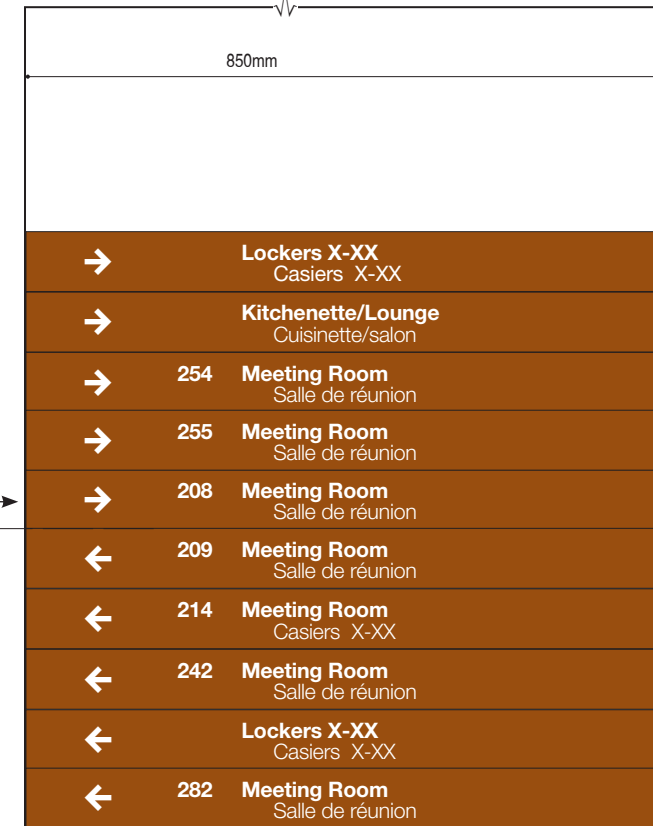 850mm
Lockers X-XX
Casiers X-XX
Kitchenette/Lounge
Cuisinette/salon
254 Meeting Room
Salle de réunion
255 Meeting Room
Salle de réunion
208 Meeting Room
Salle de réunion
209 Meeting Room
Salle de réunion
214 Meeting Room
Casiers X-XX
242 Meeting Room
Salle de réunion
Lockers X-XX
Casiers X-XX
282 Meeting Room
Salle de réunion